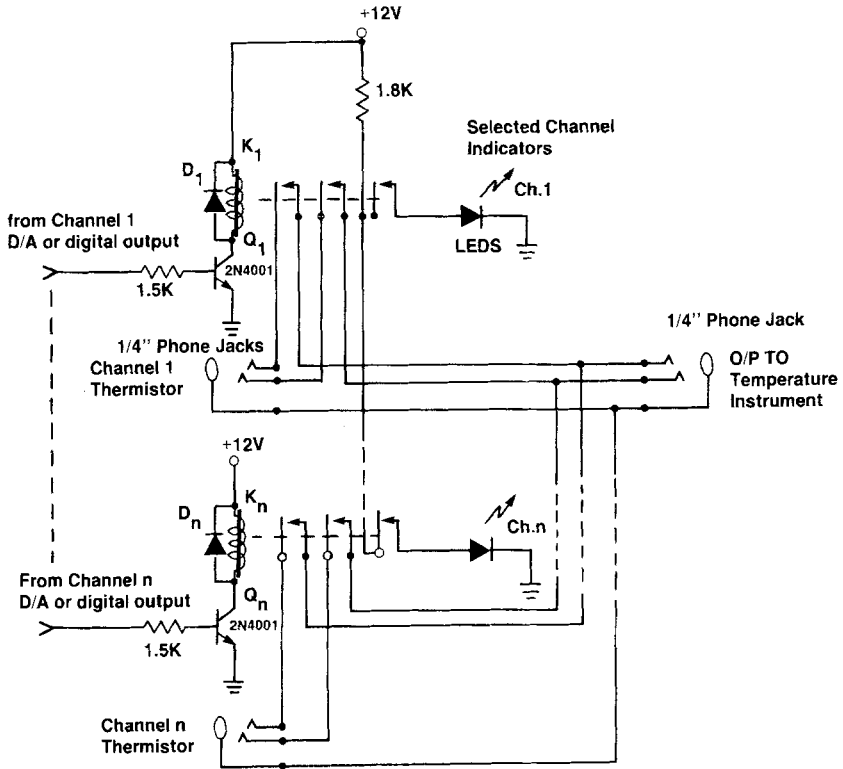 +12V
1.8K
Selected Channel
Indicators
K1
D1
Ch.1
from Channel 1
D/A or digital output
Q1
LEDS
2N4001
1.5K
1/4" Phone Jack
1/4" Phone Jacks
Channel 1
Thermistor
O/P TO
Temperature
Instrument
+12V
Kn
Dn
Ch.n
From Channel n
D/A or digital output
Qn
2N4001
1.5K
Channel n
Thermistor